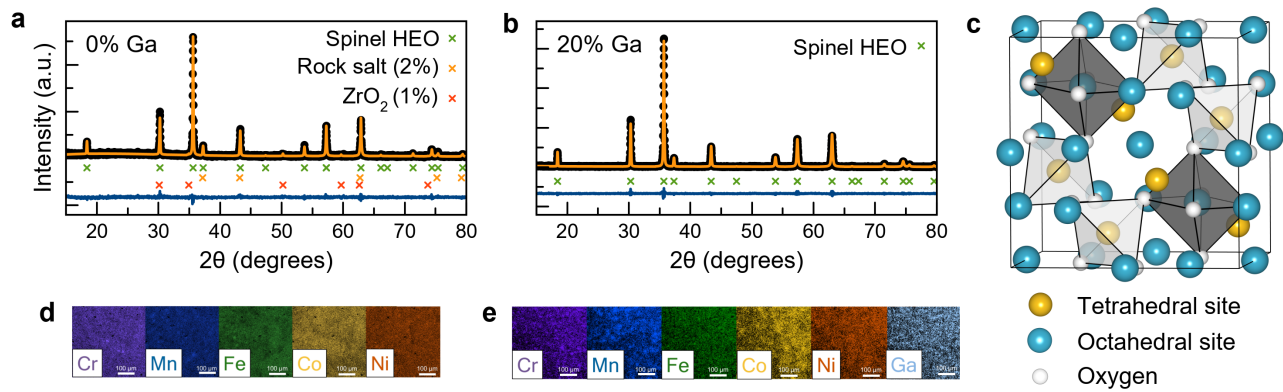 a
0% Ga
Spinel HEO ×
Rock salt (2%) ×
ZrO₂ (1%) ×
Intensity (a.u.)
20 30 40 50 60 70 80
2θ (degrees)
b
20% Ga
Spinel HEO ×
20 30 40 50 60 70 80
2θ (degrees)
c
Tetrahedral site
Octahedral site
Oxygen
d
Cr 100 μm
Mn 100 μm
Fe 100 μm
Co 100 μm
Ni 100 μm
e
Cr 100 μm
Mn 100 μm
Fe 100 μm
Co 100 μm
Ni 100 μm
Ga 100 μm